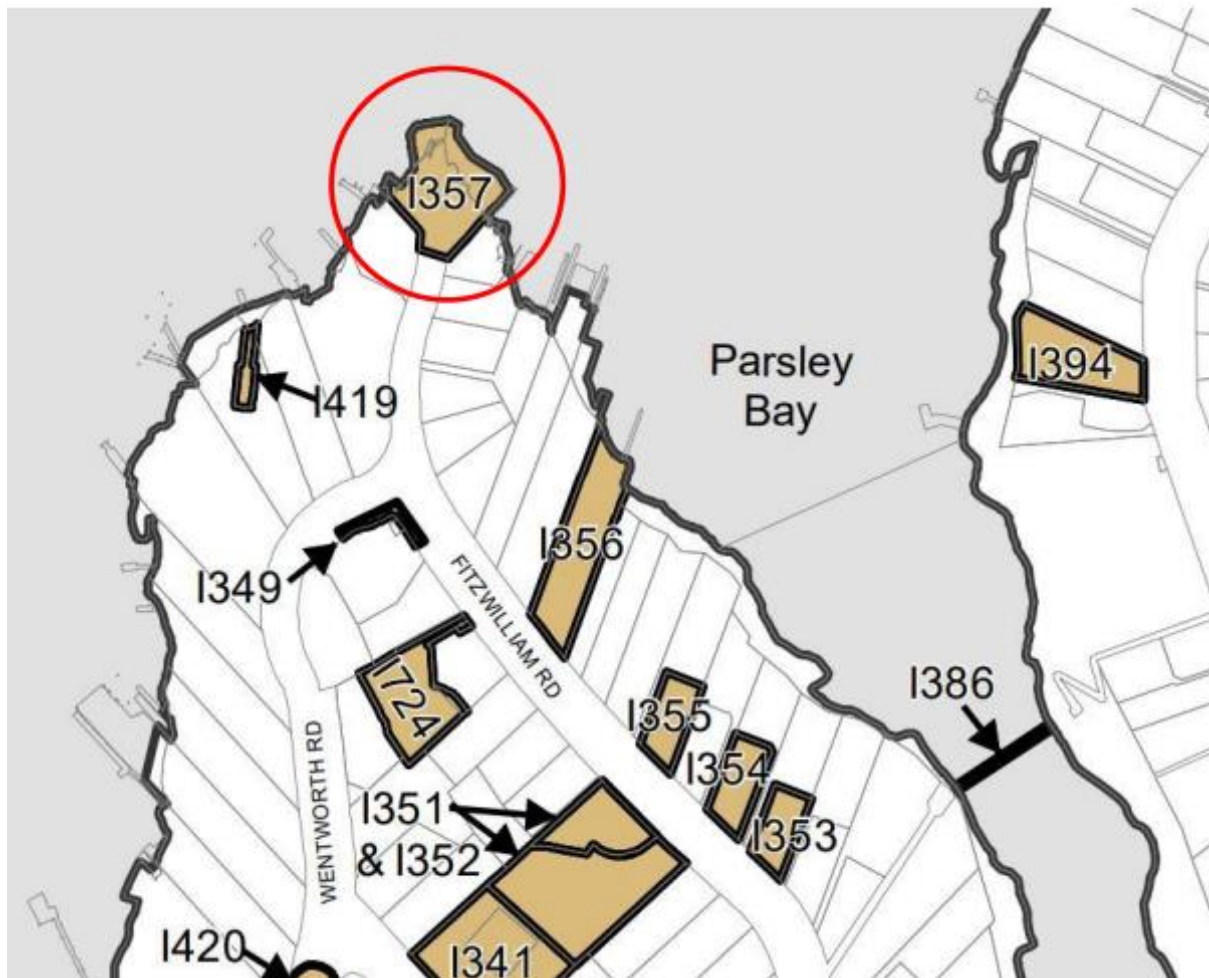 I357
Parsley
Bay
I394
I419
I356
I349
FITZWILLIAM RD
I724
I355
I386
I354
I351
& I352
I353
WENTWORTH RD
I420
I341